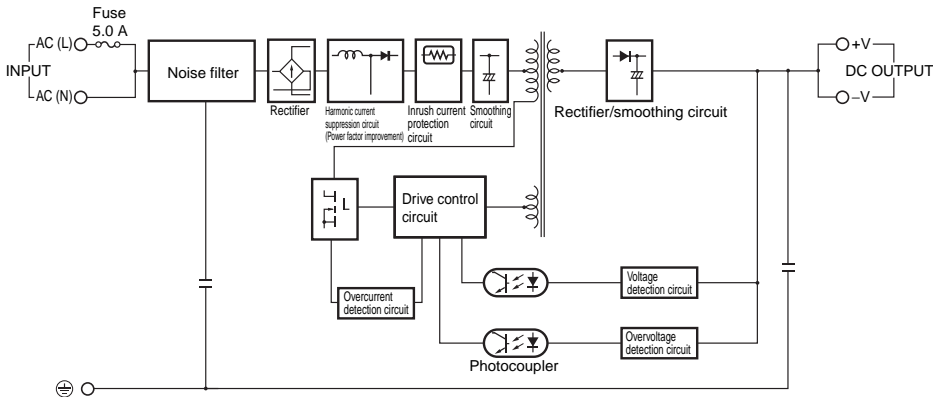 Fuse
5.0 A
AC (L)
INPUT
AC (N)
Noise filter
Rectifier
Harmonic current
suppression circuit
(Power factor improvement)
Inrush current
protection
circuit
Smoothing
circuit
Rectifier/smoothing circuit
+V
DC OUTPUT
–V
Drive control
circuit
Overcurrent
detection circuit
Voltage
detection circuit
Overvoltage
detection circuit
Photocoupler